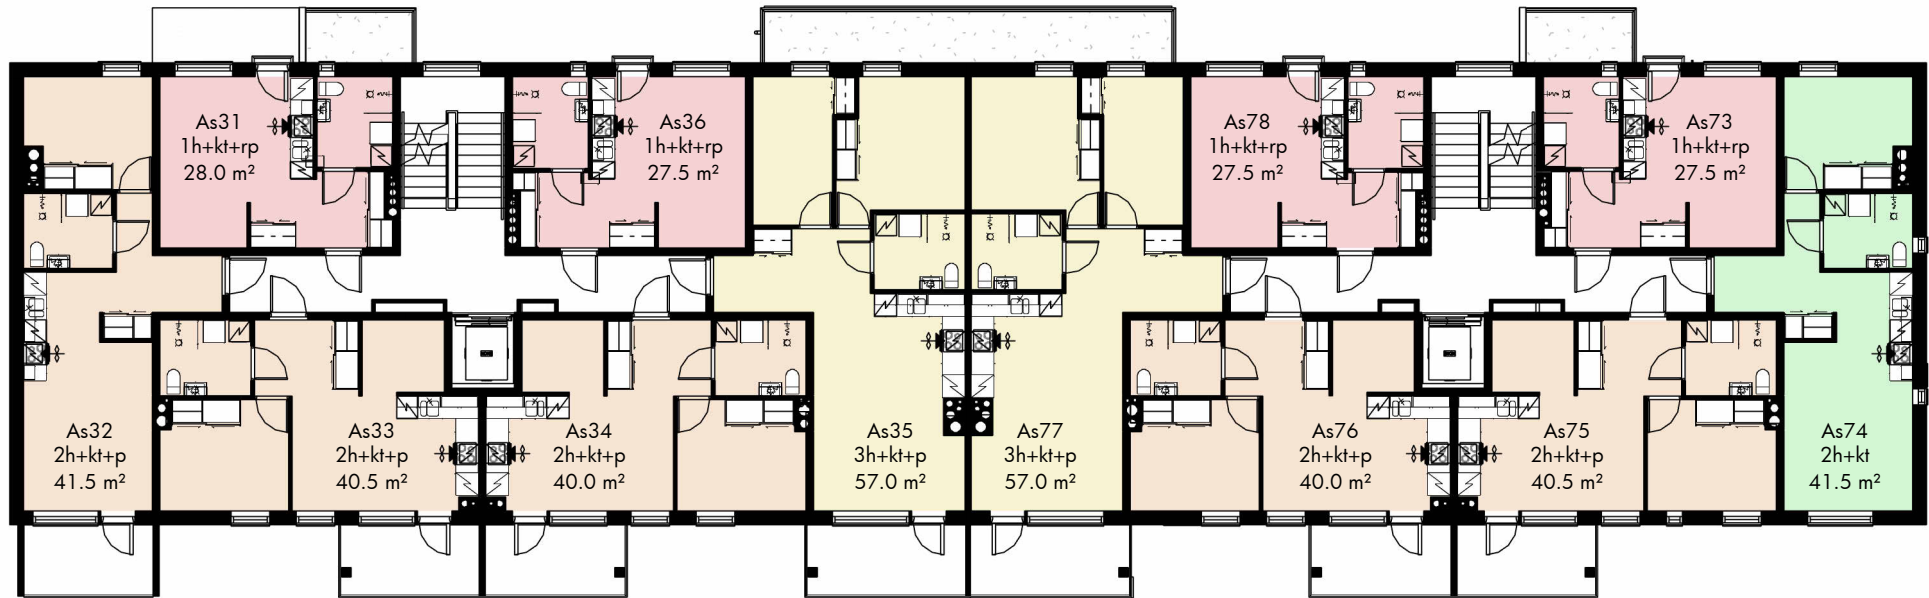 As31
1h+kt+rp
28.0 m²
As36
1h+kt+rp
27.5 m²
As78
1h+kt+rp
27.5 m²
As73
1h+kt+rp
27.5 m²
As32
2h+kt+p
41.5 m²
As33
2h+kt+p
40.5 m²
As34
2h+kt+p
40.0 m²
As35
3h+kt+p
57.0 m²
As77
3h+kt+p
57.0 m²
As76
2h+kt+p
40.0 m²
As75
2h+kt+p
40.5 m²
As74
2h+kt
41.5 m²